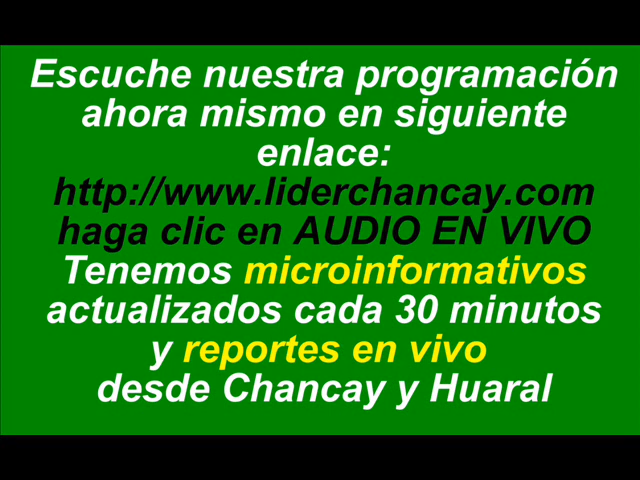 Escuche nuestra programación
ahora mismo en siguiente
enlace:
http://www.liderchancay.com
haga clic en AUDIO EN VIVO
Tenemos microinformativos
actualizados cada 30 minutos
y reportes en vivo
desde Chancay y Huaral